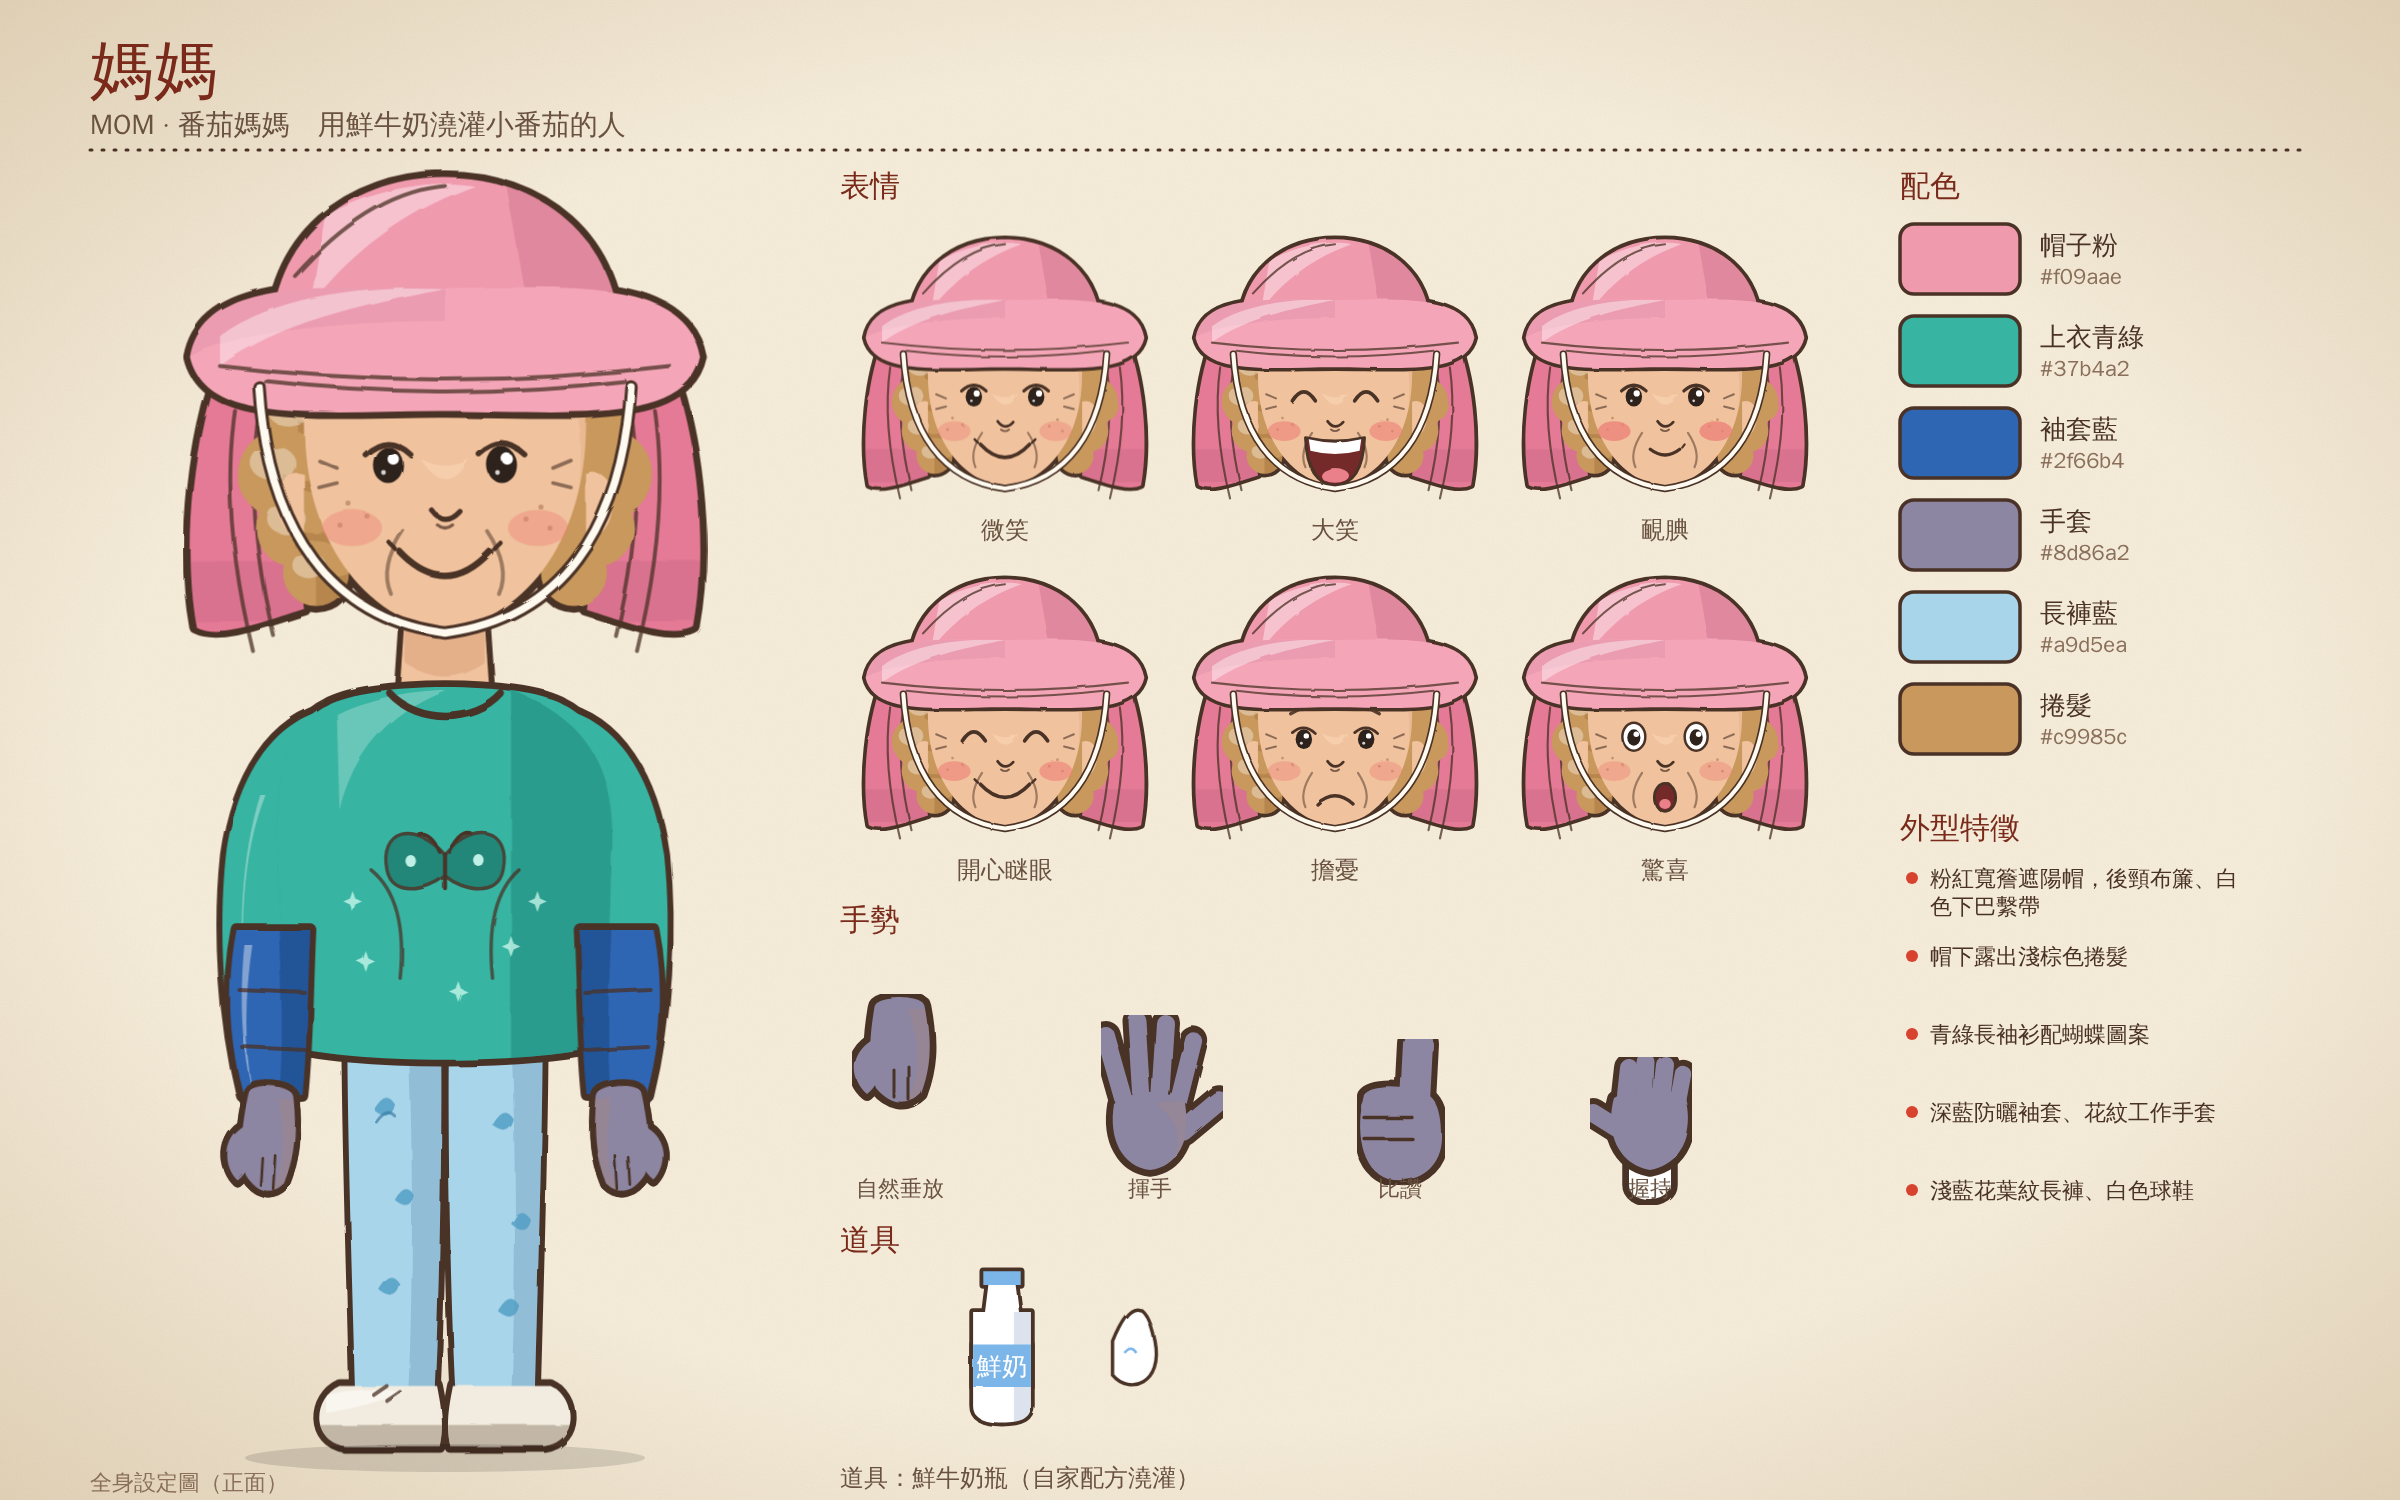 媽媽
MOM · 番茄媽媽　用鮮牛奶澆灌小番茄的人
表情
微笑
大笑
靦腆
開心瞇眼
擔憂
驚喜
手勢
自然垂放
揮手
比讚
握持
道具
鮮奶
道具：鮮牛奶瓶（自家配方澆灌）
全身設定圖（正面）
配色
帽子粉
#f09aae
上衣青綠
#37b4a2
袖套藍
#2f66b4
手套
#8d86a2
長褲藍
#a9d5ea
捲髮
#c9985c
外型特徵
粉紅寬簷遮陽帽，後頸布簾、白
色下巴繫帶
帽下露出淺棕色捲髮
青綠長袖衫配蝴蝶圖案
深藍防曬袖套、花紋工作手套
淺藍花葉紋長褲、白色球鞋